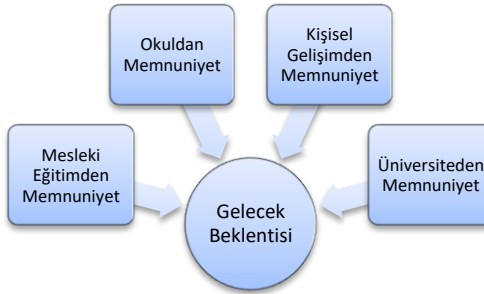 Okuldan
Memnuniyet
Kişisel
Gelişimden
Memnuniyet
Mesleki
Eğitimden
Memnuniyet
Üniversiteden
Memnuniyet
Gelecek
Beklentisi